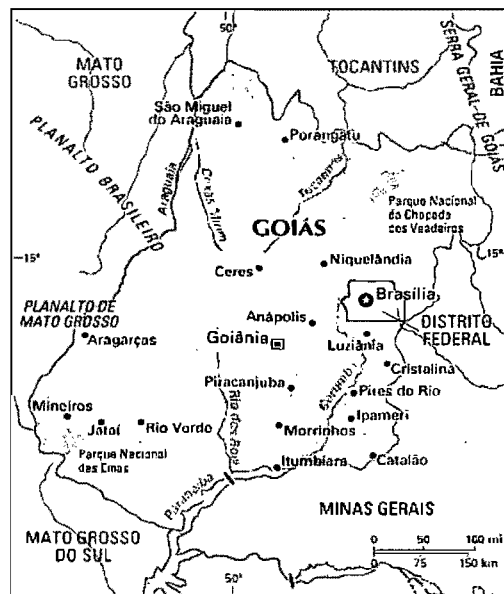 50°
MATO
GROSSO
TOCANTINS
BAHIA
SERRA GERAL DE GOIÁS
São Miguel
do Araguaia
Porangatu
PLANALTO BRASILEIRO
Araguaia
Tocantins
Parque Nacional
da Chapada
dos Veadeiros
GOIÁS
15°
15°
Ceres
Niquelândia
Brasília
PLANALTO DE
MATO GROSSO
Aragarças
Anápolis
Goiânia
Luziânia
DISTRITO
FEDERAL
Cristalina
Piracanjuba
Corumbá
Pires do Rio
Mineiros
Jataí
Rio Verdo
Rio dos Bois
Morrinhos
Ipameri
Parque Nacional
das Emas
Itumbiara
Catalão
Paranaíba
MINAS GERAIS
MATO GROSSO
DO SUL
0 50 100 mi
0 75 150 km
50°